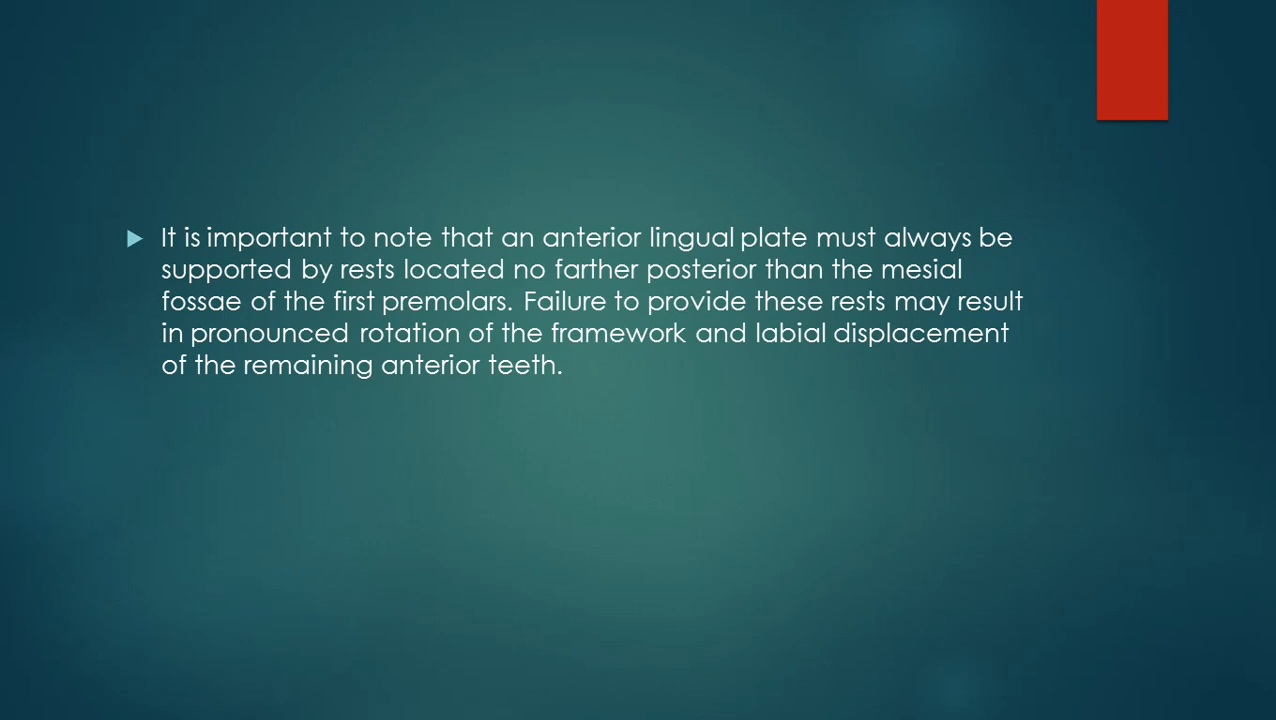 It is important to note that an anterior lingual plate must always be
supported by rests located no farther posterior than the mesial
fossae of the first premolars. Failure to provide these rests may result
in pronounced rotation of the framework and labial displacement
of the remaining anterior teeth.